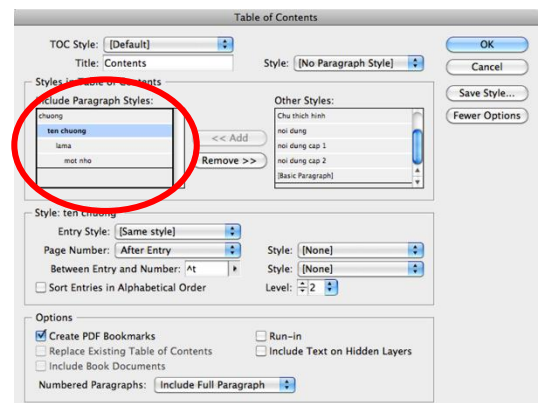 Table of Contents
TOC Style: [Default]
OK
Title: Contents
Style: [No Paragraph Style]
Cancel
Styles in Table of Contents
Save Style...
Include Paragraph Styles:
Other Styles:
Fewer Options
chuong
ten chuong
lama
mot nho
<< Add
Remove >>
Chu thich hinh
noi dung
noi dung cap 1
noi dung cap 2
[Basic Paragraph]
Style: ten chuong
Entry Style: [Same style]
Page Number: After Entry
Style: [None]
Between Entry and Number: ^t
Style: [None]
Sort Entries in Alphabetical Order
Level: 2
Options
Create PDF Bookmarks
Run-in
Replace Existing Table of Contents
Include Text on Hidden Layers
Include Book Documents
Numbered Paragraphs: Include Full Paragraph